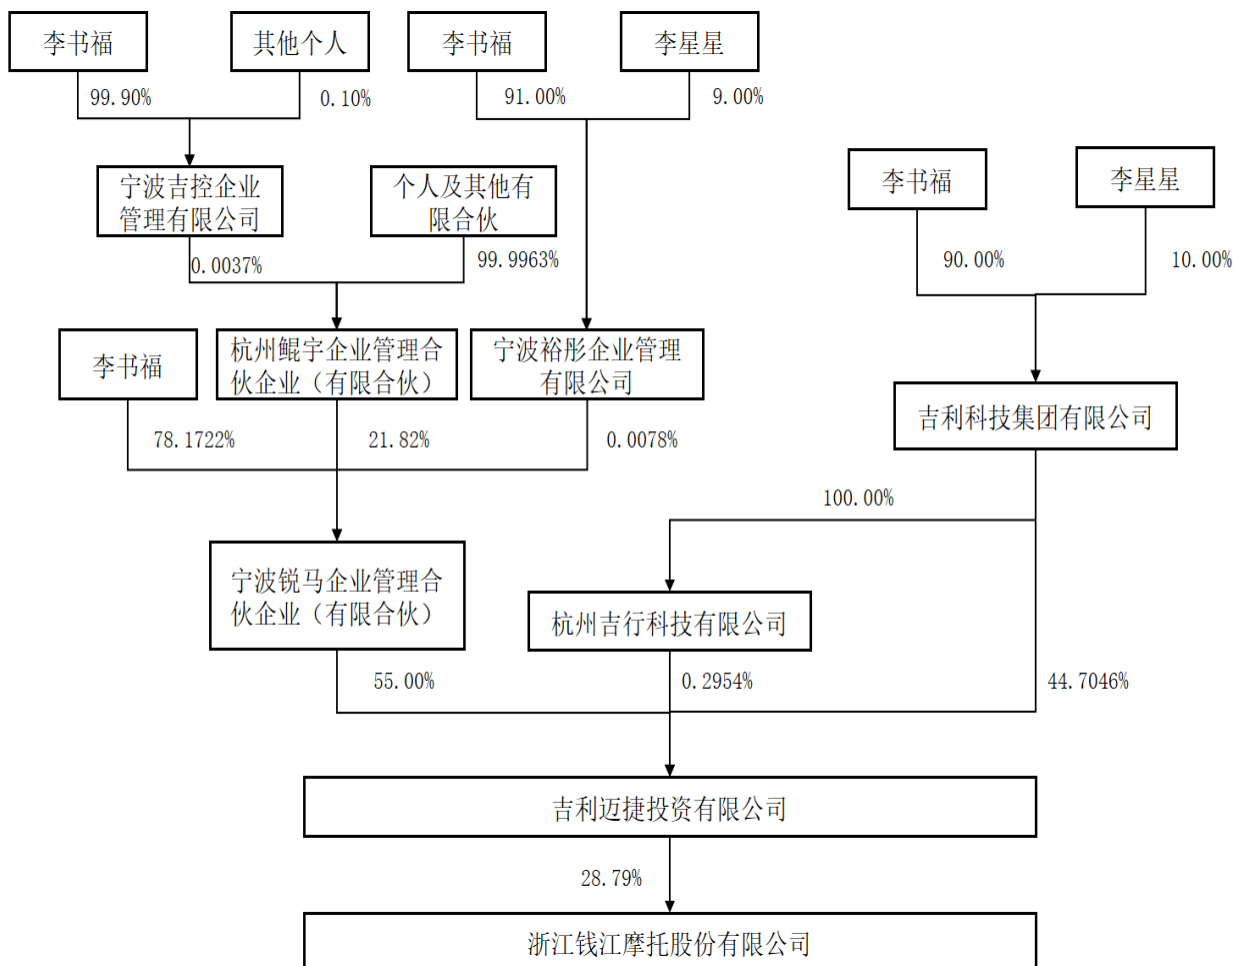 李书福
其他个人
李书福
李星星
99.90%
0.10%
91.00%
9.00%
宁波吉控企业
管理有限公司
个人及其他有
限合伙
李书福
李星星
0.0037%
99.9963%
90.00%
10.00%
李书福
杭州鲲宇企业管理合
伙企业（有限合伙）
宁波裕彤企业管理
有限公司
吉利科技集团有限公司
78.1722%
21.82%
0.0078%
100.00%
宁波锐马企业管理合
伙企业（有限合伙）
杭州吉行科技有限公司
55.00%
0.2954%
44.7046%
吉利迈捷投资有限公司
28.79%
浙江钱江摩托股份有限公司